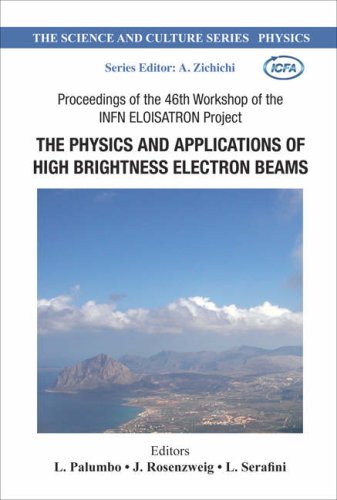 THE SCIENCE AND CULTURE SERIES PHYSICS
Series Editor: A. Zichichi
ICFA
Proceedings of the 46th Workshop of the
INFN ELOISATRON Project
THE PHYSICS AND APPLICATIONS OF
HIGH BRIGHTNESS ELECTRON BEAMS
Editors
L. Palumbo • J. Rosenzweig • L. Serafini